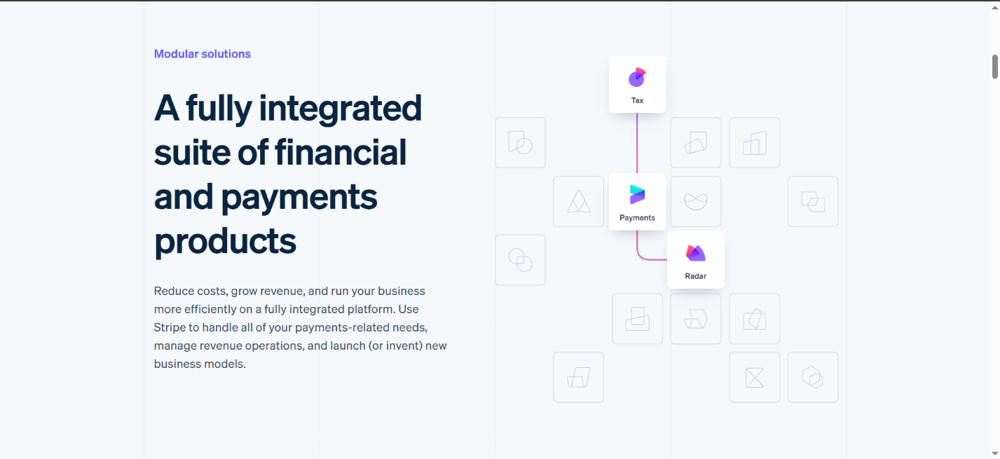 Modular solutions
A fully integrated
suite of financial
and payments
products
Reduce costs, grow revenue, and run your business
more efficiently on a fully integrated platform. Use
Stripe to handle all of your payments-related needs,
manage revenue operations, and launch (or invent) new
business models.
Tax
Payments
Radar